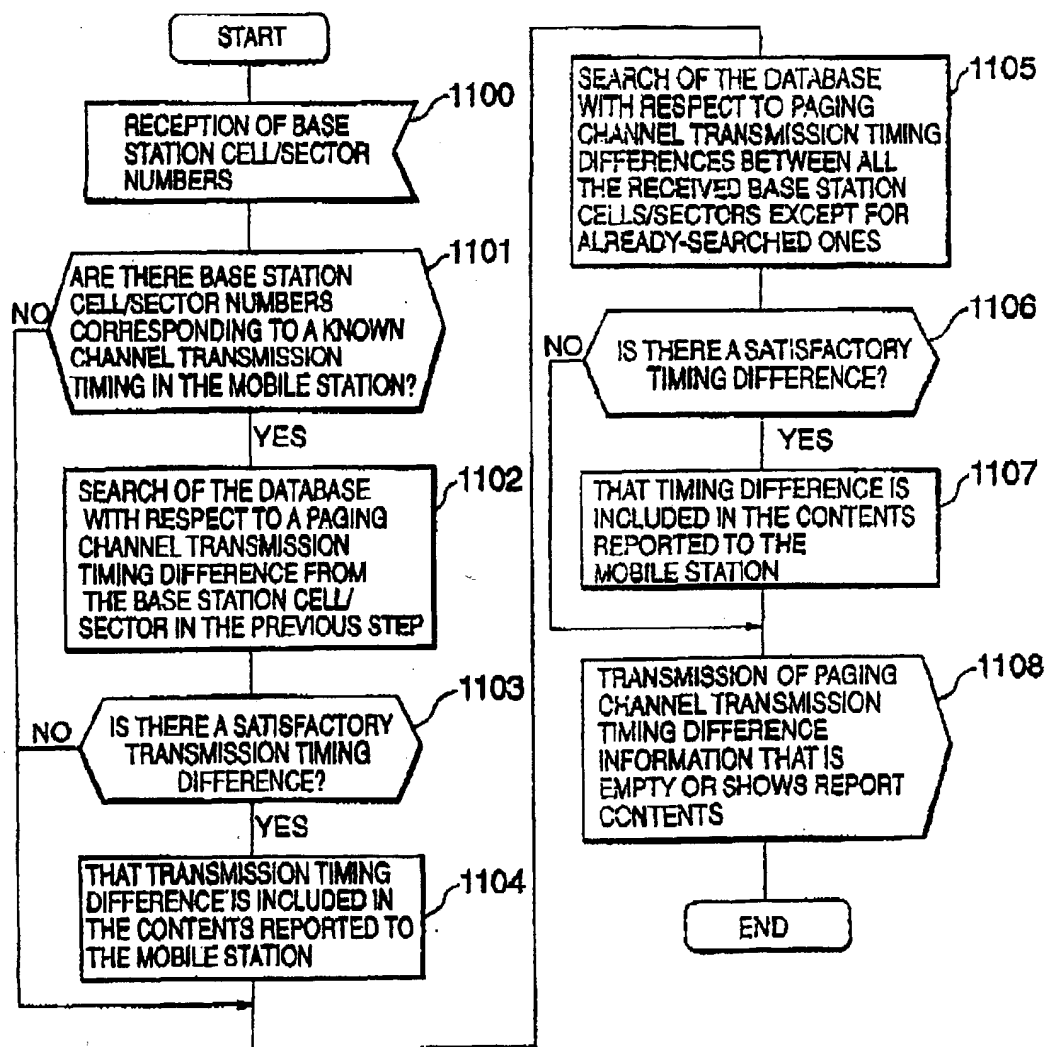 START
1100
RECEPTION OF BASE
STATION CELL/SECTOR
NUMBERS
1101
ARE THERE BASE STATION
CELL/SECTOR NUMBERS
CORRESPONDING TO A KNOWN
CHANNEL TRANSMISSION
TIMING IN THE MOBILE STATION?
NO
YES
1102
SEARCH OF THE DATABASE
WITH RESPECT TO A PAGING
CHANNEL TRANSMISSION
TIMING DIFFERENCE FROM
THE BASE STATION CELL/
SECTOR IN THE PREVIOUS STEP
1103
IS THERE A SATISFACTORY
TRANSMISSION TIMING
DIFFERENCE?
NO
YES
1104
THAT TRANSMISSION TIMING
DIFFERENCE IS INCLUDED IN
THE CONTENTS REPORTED TO
THE MOBILE STATION
1105
SEARCH OF THE DATABASE
WITH RESPECT TO PAGING
CHANNEL TRANSMISSION TIMING
DIFFERENCES BETWEEN ALL
THE RECEIVED BASE STATION
CELLS/SECTORS EXCEPT FOR
ALREADY-SEARCHED ONES
1106
IS THERE A SATISFACTORY
TIMING DIFFERENCE?
NO
YES
1107
THAT TIMING DIFFERENCE IS
INCLUDED IN THE CONTENTS
REPORTED TO THE
MOBILE STATION
1108
TRANSMISSION OF PAGING
CHANNEL TRANSMISSION
TIMING DIFFERENCE
INFORMATION THAT IS
EMPTY OR SHOWS REPORT
CONTENTS
END